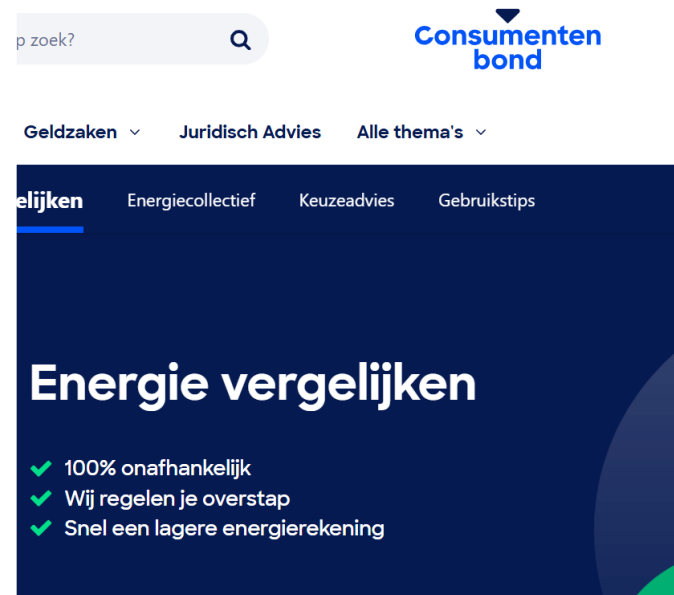 p zoek?
Consumenten
bond
Geldzaken Juridisch Advies Alle thema's
elijken Energiecollectief Keuzeadvies Gebruikstips
Energie vergelijken
100% onafhankelijk
Wij regelen je overstap
Snel een lagere energierekening